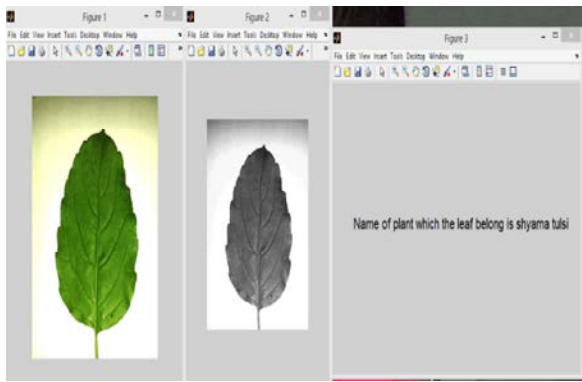 Figure 1
File Edit View Insert Tools Desktop Window Help
Figure 2
File Edit View Insert Tools Desktop Window Help
Figure 3
File Edit View Insert Tools Desktop Window Help
Name of plant which the leaf belong is shyama tulsi